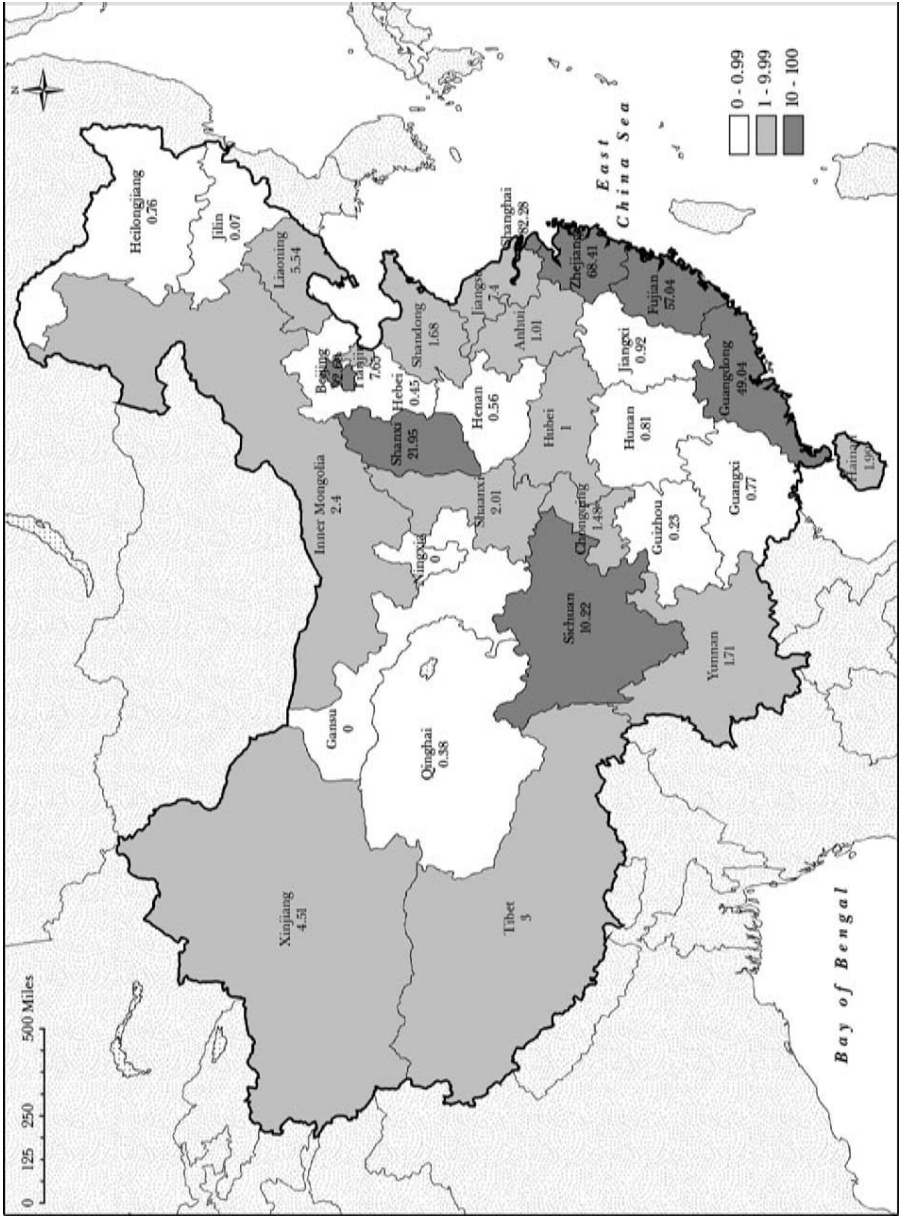 N
0 125 250 500 Miles
Heilongjiang
0.76
Jilin
0.07
Liaoning
5.54
Inner Mongolia
2.4
Xinjiang
4.51
Gansu
0
Beijing
Tianjin
7.65
Hebei
0.45
Shanxi
21.95
Shandong
1.68
Ningxia
0
Qinghai
0.38
Shaanxi
2.01
Henan
0.56
Jiangsu
Anhui
1.01
Shanghai
82.28
Tibet
3
Sichuan
10.22
Chongqing
1.48
Hubei
1
Zhejiang
68.41
Hunan
0.81
Jiangxi
0.92
Fujian
57.04
Guizhou
0.23
Yunnan
1.71
Guangxi
0.77
Guangdong
49.04
Hainan
East
China Sea
Bay of Bengal
0 - 0.99
1 - 9.99
10 - 100